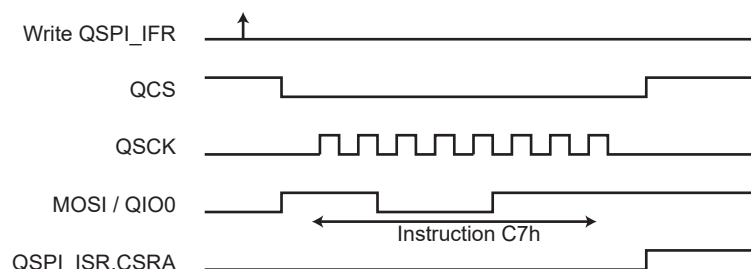 Write QSPI_IFR
QCS
QSCK
MOSI / QIO0
Instruction C7h
QSPI_ISR.CSRA